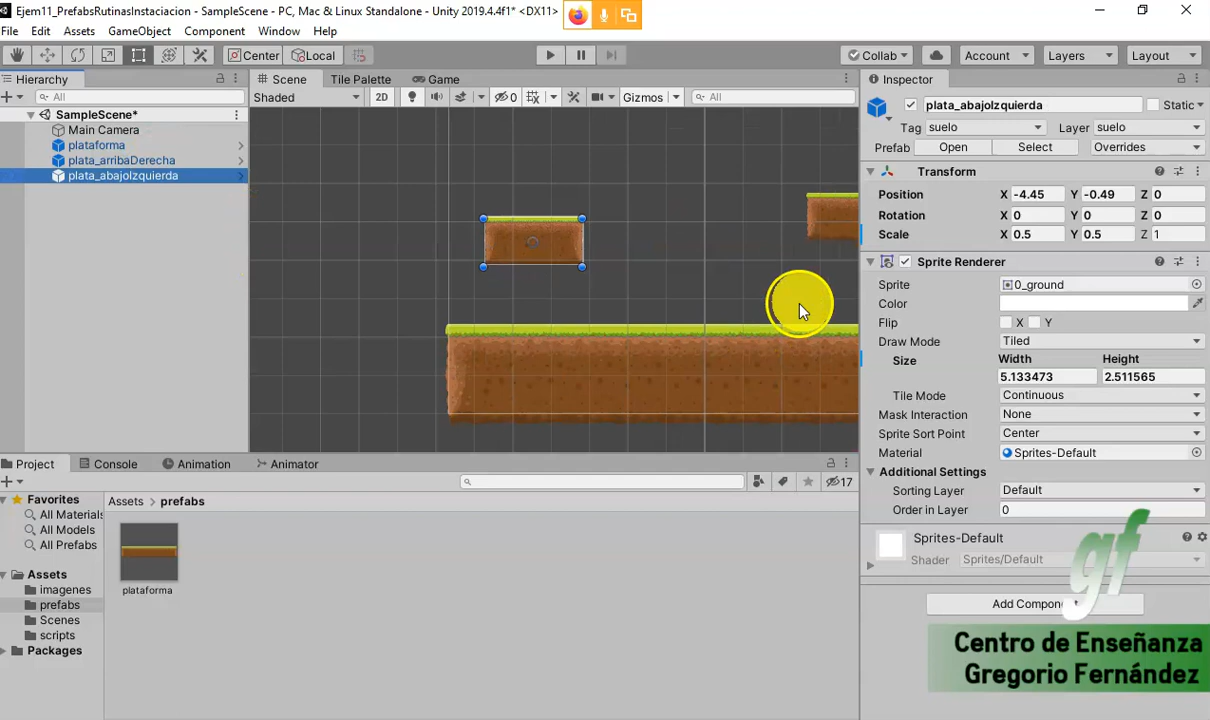 Ejem11_PrefabsRutinasInstaciacion - SampleScene - PC, Mac & Linux Standalone - Unity 2019.4.4f1* <DX11>
File Edit Assets GameObject Component Window Help
Center Local Collab Account Layers Layout
Hierarchy
All
SampleScene*
Main Camera
plataforma
plata_arribaDerecha
plata_abajoIzquierda
Scene Tile Palette Game
Shaded 2D 0 Gizmos All
Inspector
plata_abajoIzquierda Static
Tag suelo Layer suelo
Prefab Open Select Overrides
Transform
Position X -4.45 Y -0.49 Z 0
Rotation X 0 Y 0 Z 0
Scale X 0.5 Y 0.5 Z 1
Sprite Renderer
Sprite 0_ground
Color
Flip X Y
Draw Mode Tiled
Size Width Height
5.133473 2.511565
Tile Mode Continuous
Mask Interaction None
Sprite Sort Point Center
Material Sprites-Default
Additional Settings
Sorting Layer Default
Order in Layer 0
Sprites-Default
Shader Sprites/Default
Add Compone
gf
Centro de Enseñanza
Gregorio Fernández
Project Console Animation Animator
17
Favorites
All Materials
All Models
All Prefabs
Assets
imagenes
prefabs
Scenes
scripts
Packages
Assets prefabs
plataforma